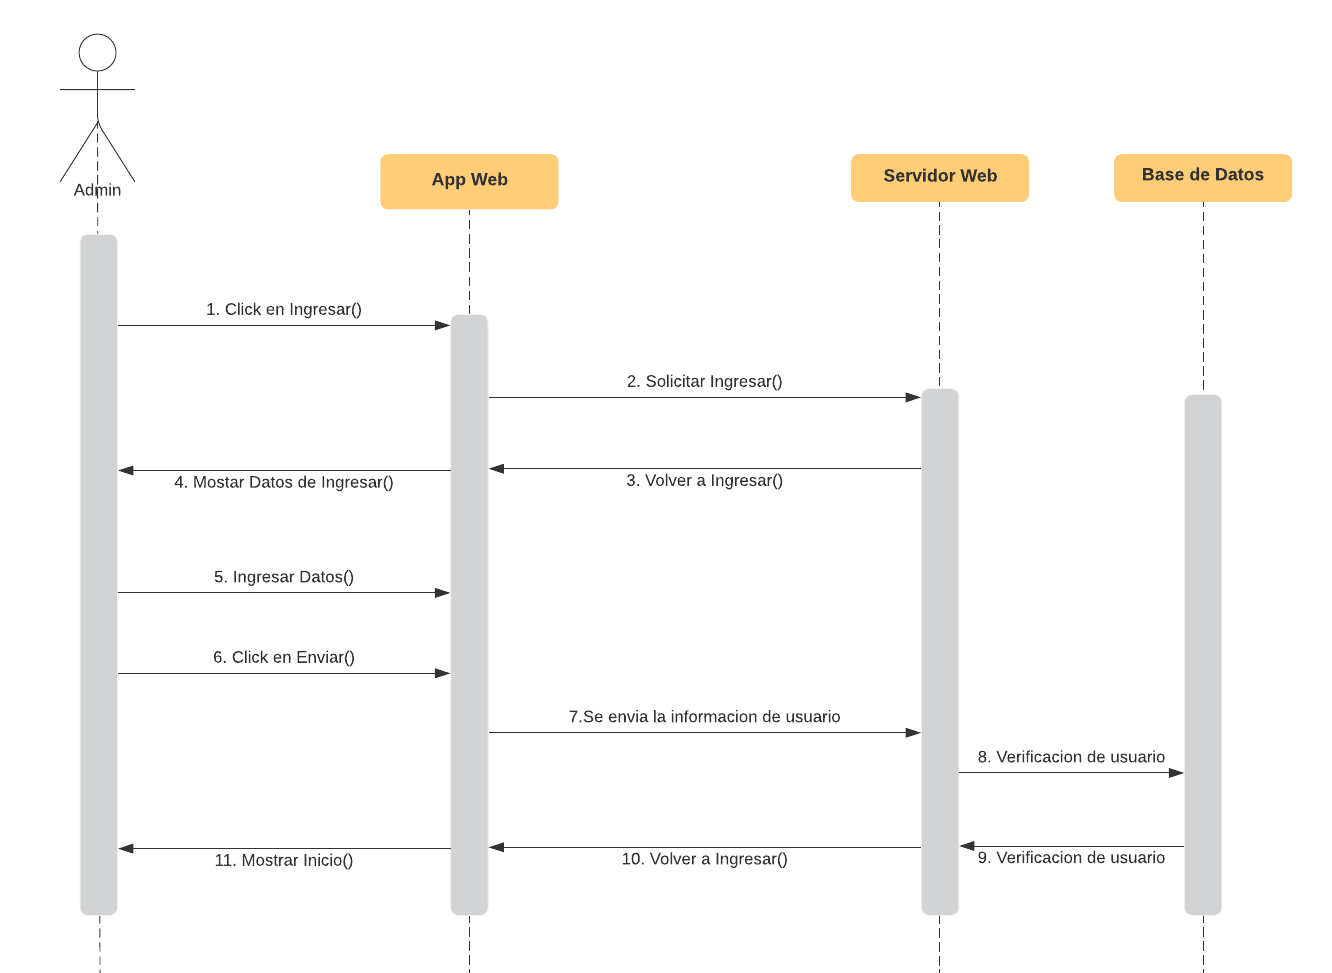 Admin
App Web
Servidor Web
Base de Datos
1. Click en Ingresar()
2. Solicitar Ingresar()
3. Volver a Ingresar()
4. Mostar Datos de Ingresar()
5. Ingresar Datos()
6. Click en Enviar()
7.Se envia la informacion de usuario
8. Verificacion de usuario
9. Verificacion de usuario
10. Volver a Ingresar()
11. Mostrar Inicio()